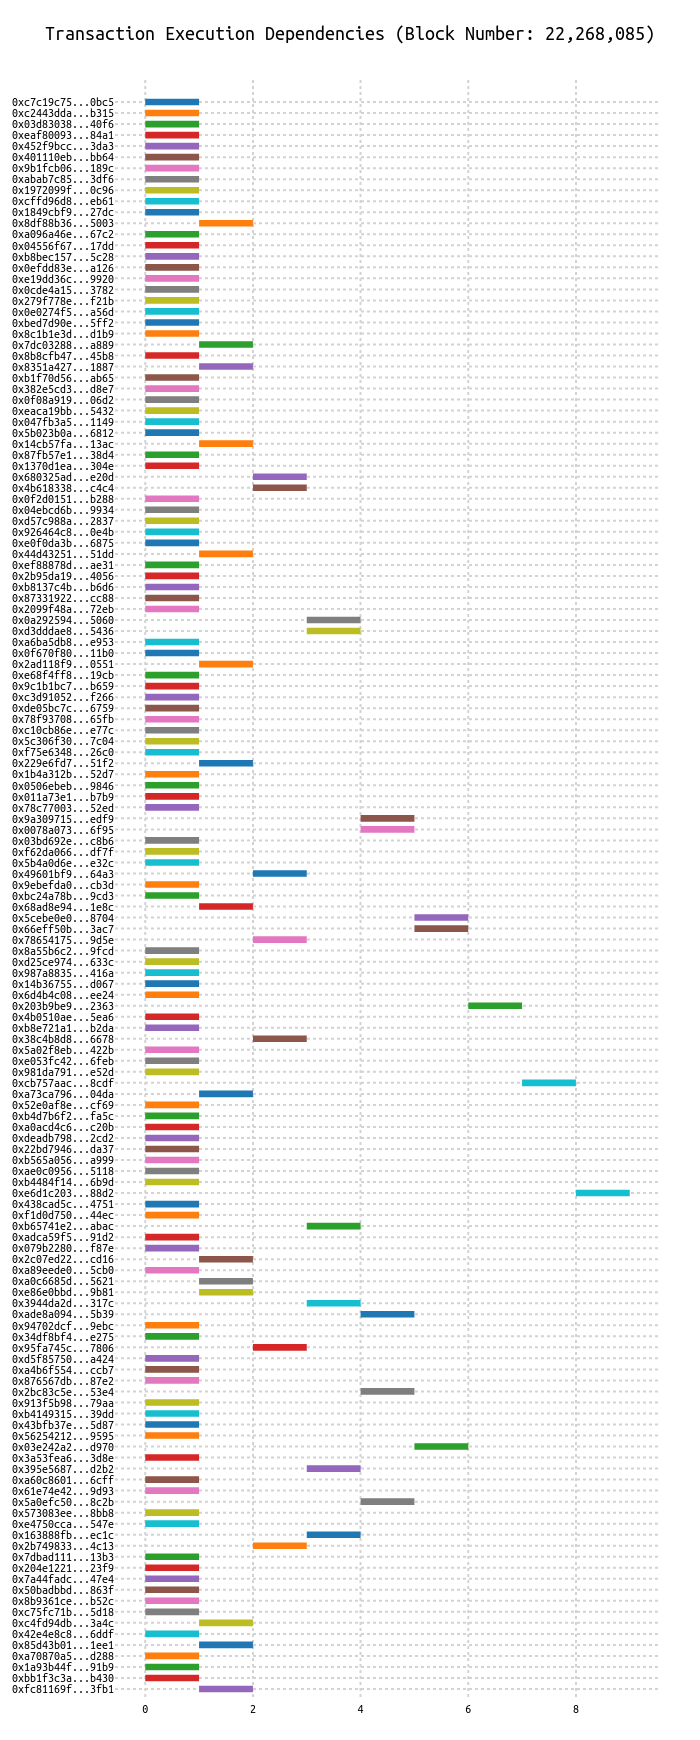 Transaction Execution Dependencies (Block Number: 22,268,085)
0xc7c19c75...0bc5
0xc2443dda...b315
0x03d83038...40f6
0xeaf80093...84a1
0x452f9bcc...3da3
0x401110eb...bb64
0x9b1fcb06...189c
0xabab7c85...3df6
0x1972099f...0c96
0xcffd96d8...eb61
0x1849cbf9...27dc
0x8df88b36...5003
0xa096a46e...67c2
0x04556f67...17dd
0xb8bec157...5c28
0x0efdd83e...a126
0xe19dd36c...9920
0x0cde4a15...3782
0x279f778e...f21b
0x0e0274f5...a56d
0xbed7d90e...5ff2
0x8c1b1e3d...d1b9
0x7dc03288...a889
0x8b8cfb47...45b8
0x8351a427...1887
0xb1f70d56...ab65
0x382e5cd3...d8e7
0x0f08a919...06d2
0xeaca19bb...5432
0x047fb3a5...1149
0x5b023b0a...6812
0x14cb57fa...13ac
0x87fb57e1...38d4
0x1370d1ea...304e
0x680325ad...e20d
0x4b618338...c4c4
0x0f2d0151...b288
0x04ebcd6b...9934
0xd57c988a...2837
0x926464c8...0e4b
0xe0f0da3b...6875
0x44d43251...51dd
0xef88878d...ae31
0x2b95da19...4056
0xb8137c4b...b6d6
0x87331922...cc88
0x2099f48a...72eb
0x0a292594...5060
0xd3dddae8...5436
0xa6ba5db8...e953
0x0f670f80...11b0
0x2ad118f9...0551
0xe68f4ff8...19cb
0x9c1b1bc7...b659
0xc3d91052...f266
0xde05bc7c...6759
0x78f93708...65fb
0xc10cb86e...e77c
0x5c306f30...7c04
0xf75e6348...26c0
0x229e6fd7...51f2
0x1b4a312b...52d7
0x0506ebeb...9846
0x011a73e1...b7b9
0x78c77003...52ed
0x9a309715...edf9
0x0078a073...6f95
0x03bd692e...c8b6
0xf62da066...df7f
0x5b4a0d6e...e32c
0x49601bf9...64a3
0x9ebefda0...cb3d
0xbc24a78b...9cd3
0x68ad8e94...1e8c
0x5cebe0e0...8704
0x66eff50b...3ac7
0x78654175...9d5e
0x8a55b6c2...9fcd
0xd25ce974...633c
0x987a8835...416a
0x14b36755...d067
0x6d4b4c08...ee24
0x203b9be9...2363
0x4b0510ae...5ea6
0xb8e721a1...b2da
0x38c4b8d8...6678
0x5a02f8eb...422b
0xe053fc42...6feb
0x981da791...e52d
0xcb757aac...8cdf
0xa73ca796...04da
0x52e0af8e...cf69
0xb4d7b6f2...fa5c
0xa0acd4c6...c20b
0xdeadb798...2cd2
0x22bd7946...da37
0xb565a056...a999
0xae0c0956...5118
0xb4484f14...6b9d
0xe6d1c203...88d2
0x438cad5c...4751
0xf1d0d750...44ec
0xb65741e2...abac
0xadca59f5...91d2
0x079b2280...f87e
0x2c07ed22...cd16
0xa89eede0...5cb0
0xa0c6685d...5621
0xe86e0bbd...9b81
0x3944da2d...317c
0xade8a094...5b39
0x94702dcf...9ebc
0x34df8bf4...e275
0x95fa745c...7806
0xd5f85750...a424
0xa4b6f554...ccb7
0x876567db...87e2
0x2bc83c5e...53e4
0x913f5b98...79aa
0xb4149315...39dd
0x43bfb37e...5d87
0x56254212...9595
0x03e242a2...d970
0x3a53fea6...3d8e
0x395e5687...d2b2
0xa60c8601...6cff
0x61e74e42...9d93
0x5a0efc50...8c2b
0x573083ee...8bb8
0xe4750cca...547e
0x163888fb...ec1c
0x2b749833...4c13
0x7dbad111...13b3
0x204e1221...23f9
0x7a44fadc...47e4
0x50badbbd...863f
0x8b9361ce...b52c
0xc75fc71b...5d18
0xc4fd94db...3a4c
0x42e4e8c8...6ddf
0x85d43b01...1ee1
0xa70870a5...d288
0x1a93b44f...91b9
0xbb1f3c3a...b430
0xfc81169f...3fb1
0 2 4 6 8